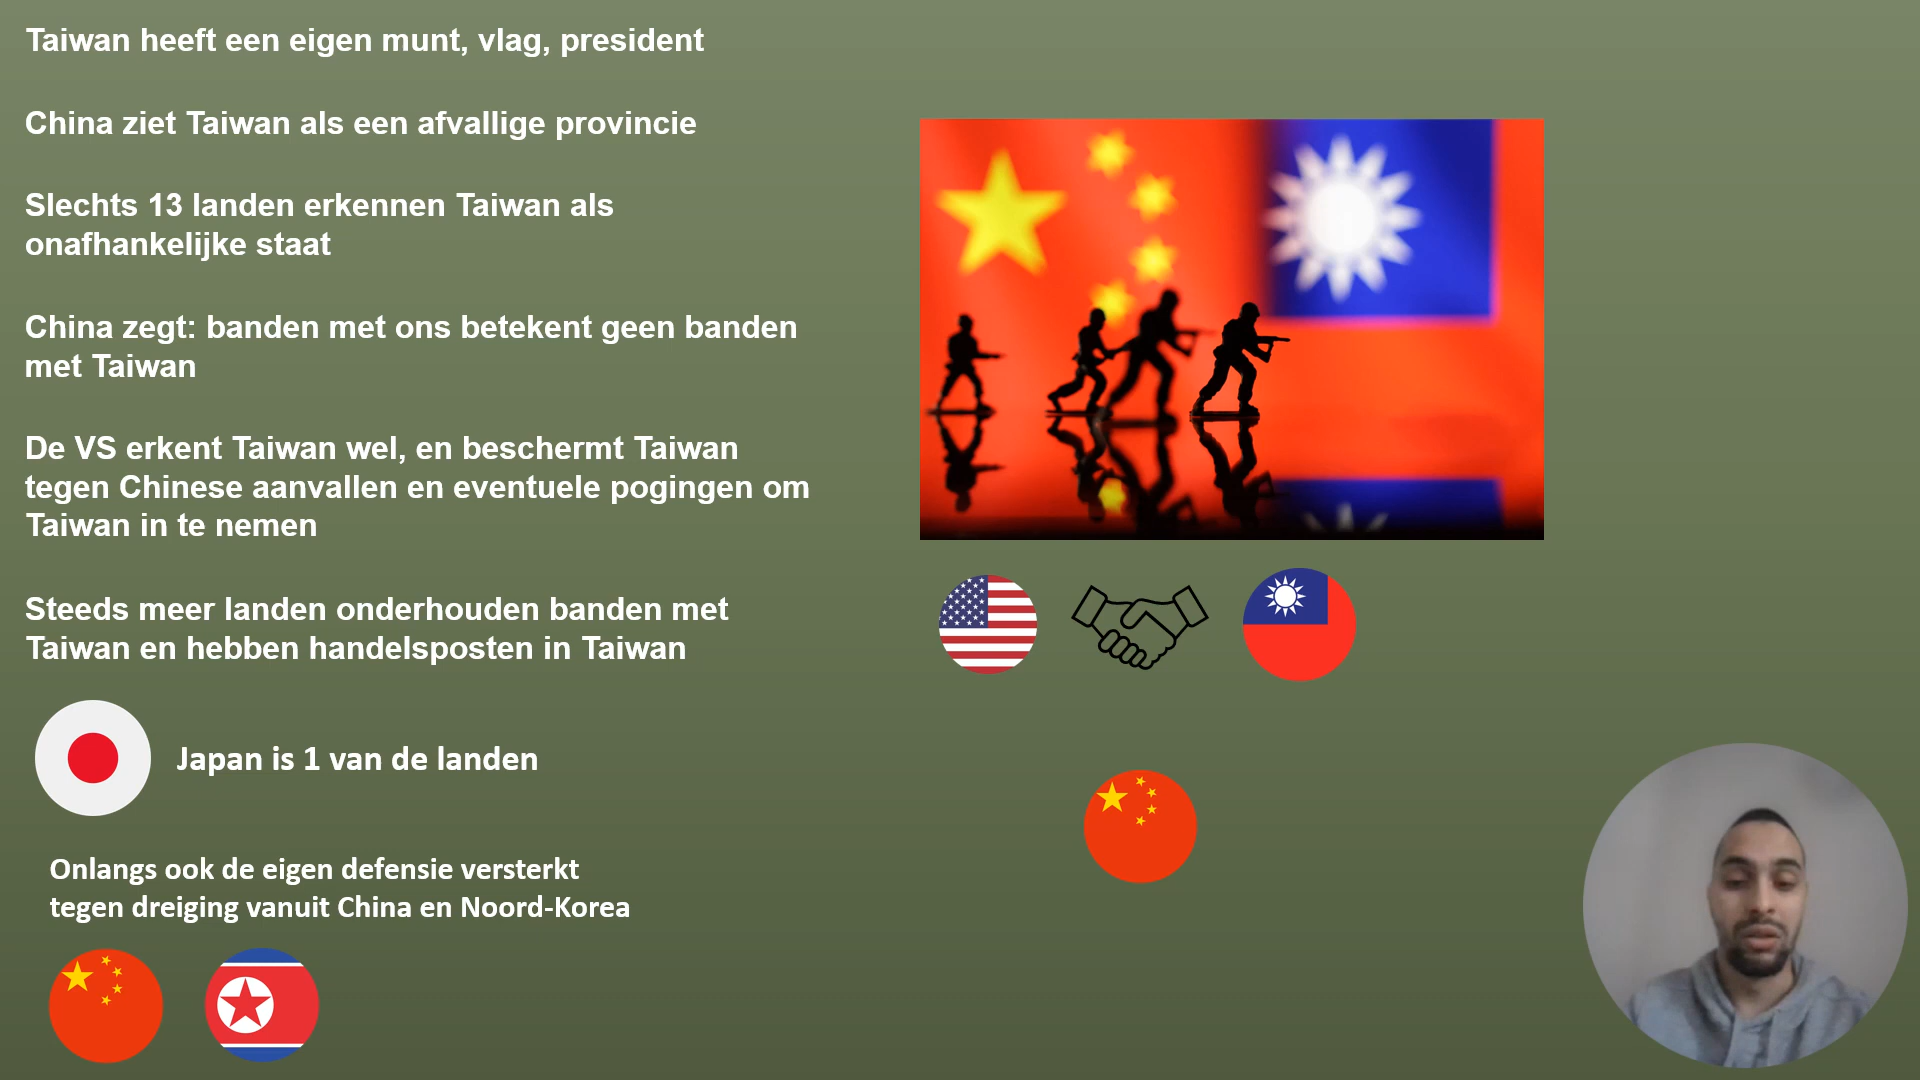 Taiwan heeft een eigen munt, vlag, president
China ziet Taiwan als een afvallige provincie
Slechts 13 landen erkennen Taiwan als
onafhankelijke staat
China zegt: banden met ons betekent geen banden
met Taiwan
De VS erkent Taiwan wel, en beschermt Taiwan
tegen Chinese aanvallen en eventuele pogingen om
Taiwan in te nemen
Steeds meer landen onderhouden banden met
Taiwan en hebben handelsposten in Taiwan
Japan is 1 van de landen
Onlangs ook de eigen defensie versterkt
tegen dreiging vanuit China en Noord-Korea